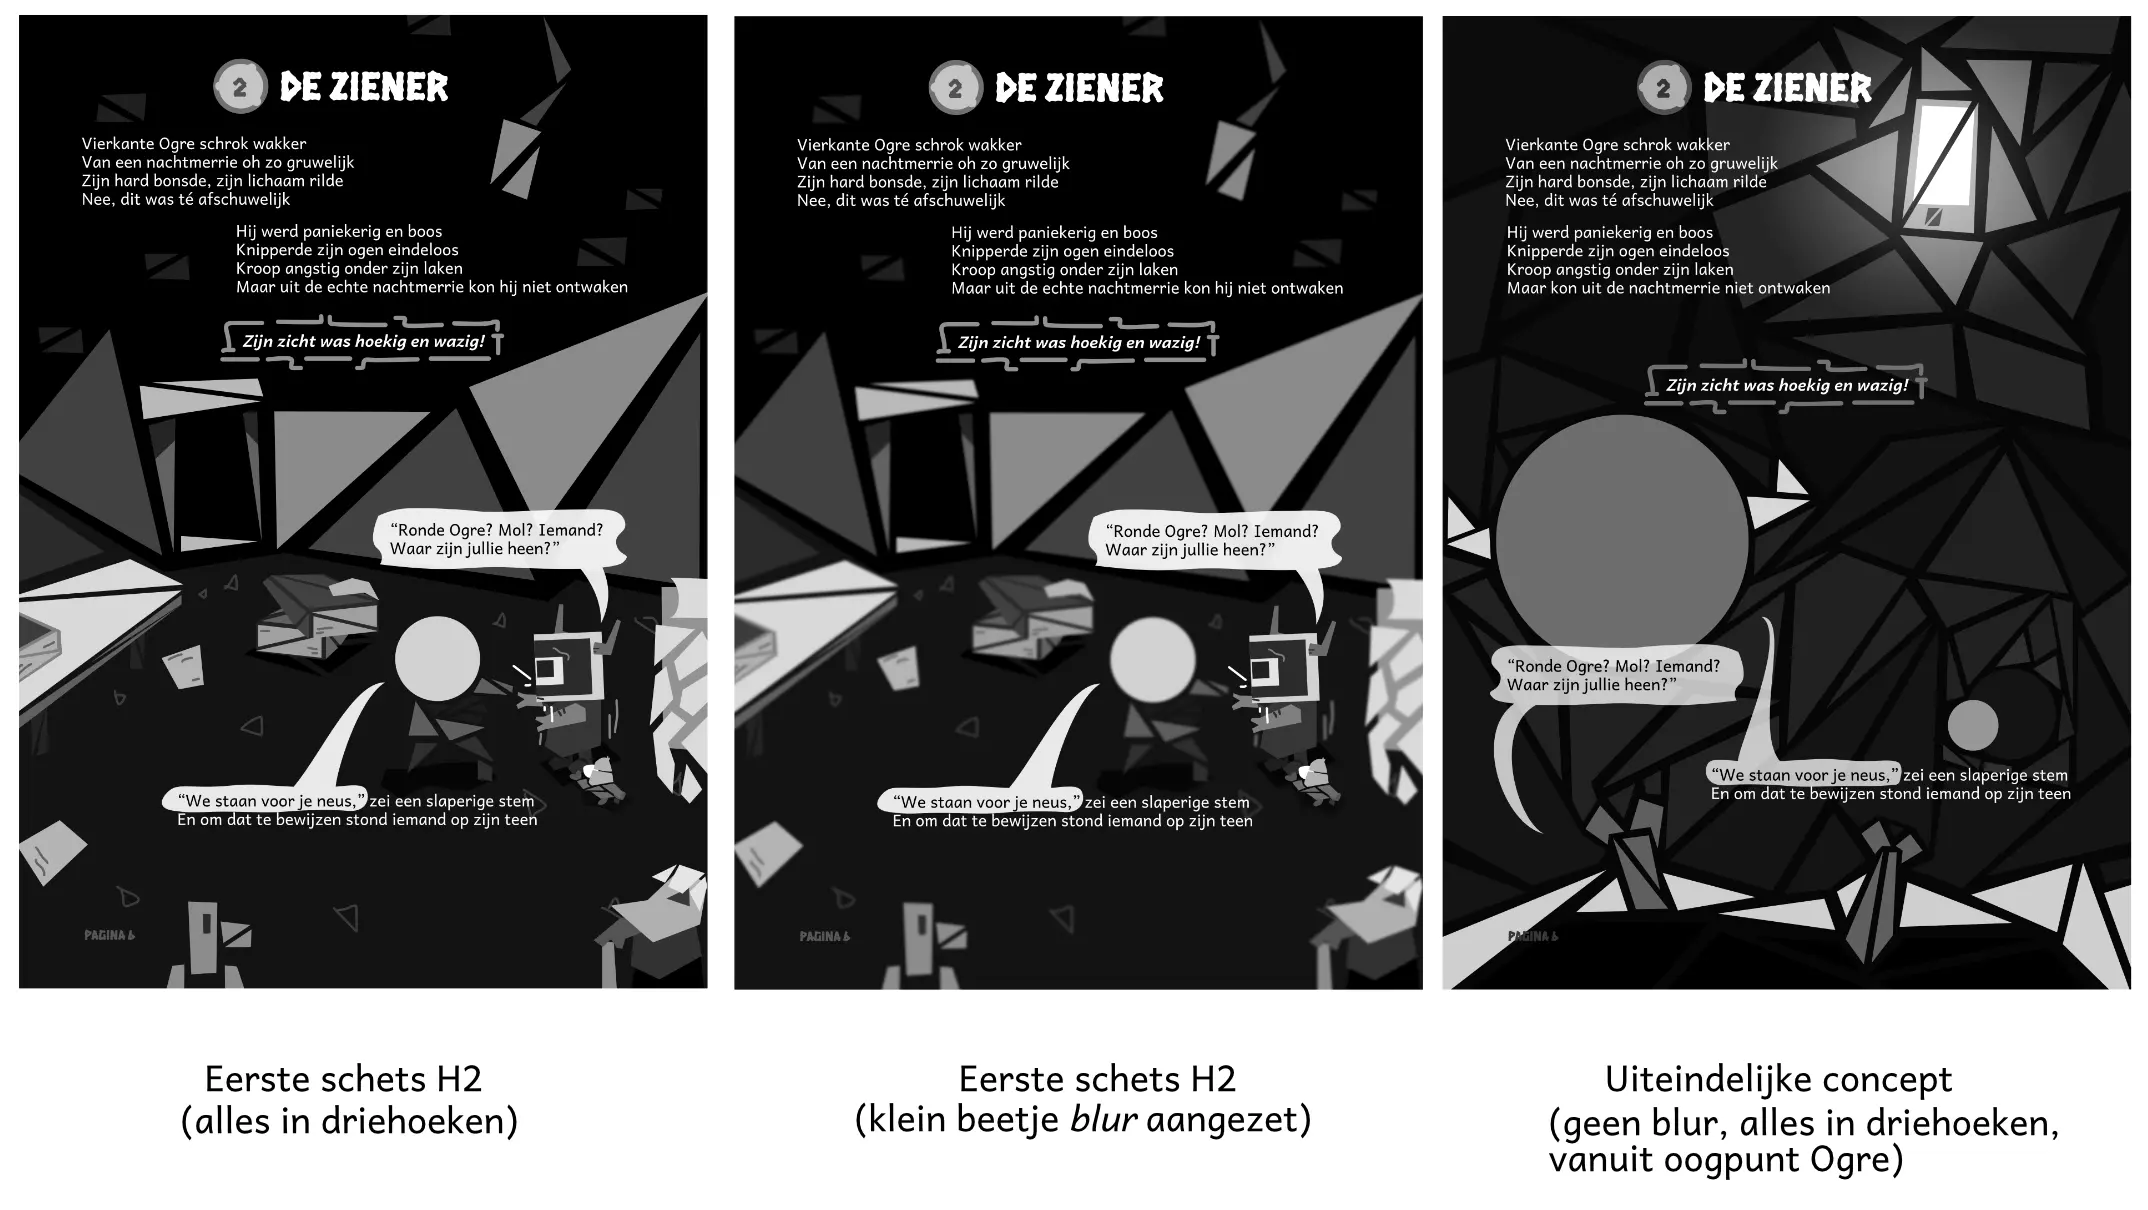 2 DE ZIENER
Vierkante Ogre schrok wakker
Van een nachtmerrie oh zo gruwelijk
Zijn hard bonsde, zijn lichaam rilde
Nee, dit was té afschuwelijk
Hij werd paniekerig en boos
Knipperde zijn ogen eindeloos
Kroop angstig onder zijn laken
Maar uit de echte nachtmerrie kon hij niet ontwaken
Zijn zicht was hoekig en wazig!
“Ronde Ogre? Mol? Iemand?
Waar zijn jullie heen?”
“We staan voor je neus,” zei een slaperige stem
En om dat te bewijzen stond iemand op zijn teen
PAGINA 6
Eerste schets H2
(alles in driehoeken)
2 DE ZIENER
Vierkante Ogre schrok wakker
Van een nachtmerrie oh zo gruwelijk
Zijn hard bonsde, zijn lichaam rilde
Nee, dit was té afschuwelijk
Hij werd paniekerig en boos
Knipperde zijn ogen eindeloos
Kroop angstig onder zijn laken
Maar uit de echte nachtmerrie kon hij niet ontwaken
Zijn zicht was hoekig en wazig!
“Ronde Ogre? Mol? Iemand?
Waar zijn jullie heen?”
“We staan voor je neus,” zei een slaperige stem
En om dat te bewijzen stond iemand op zijn teen
PAGINA 6
Eerste schets H2
(klein beetje blur aangezet)
2 DE ZIENER
Vierkante Ogre schrok wakker
Van een nachtmerrie oh zo gruwelijk
Zijn hard bonsde, zijn lichaam rilde
Nee, dit was té afschuwelijk
Hij werd paniekerig en boos
Knipperde zijn ogen eindeloos
Kroop angstig onder zijn laken
Maar kon uit de nachtmerrie niet ontwaken
Zijn zicht was hoekig en wazig!
“Ronde Ogre? Mol? Iemand?
Waar zijn jullie heen?”
“We staan voor je neus,” zei een slaperige stem
En om dat te bewijzen stond iemand op zijn teen
PAGINA 6
Uiteindelijke concept
(geen blur, alles in driehoeken,
vanuit oogpunt Ogre)